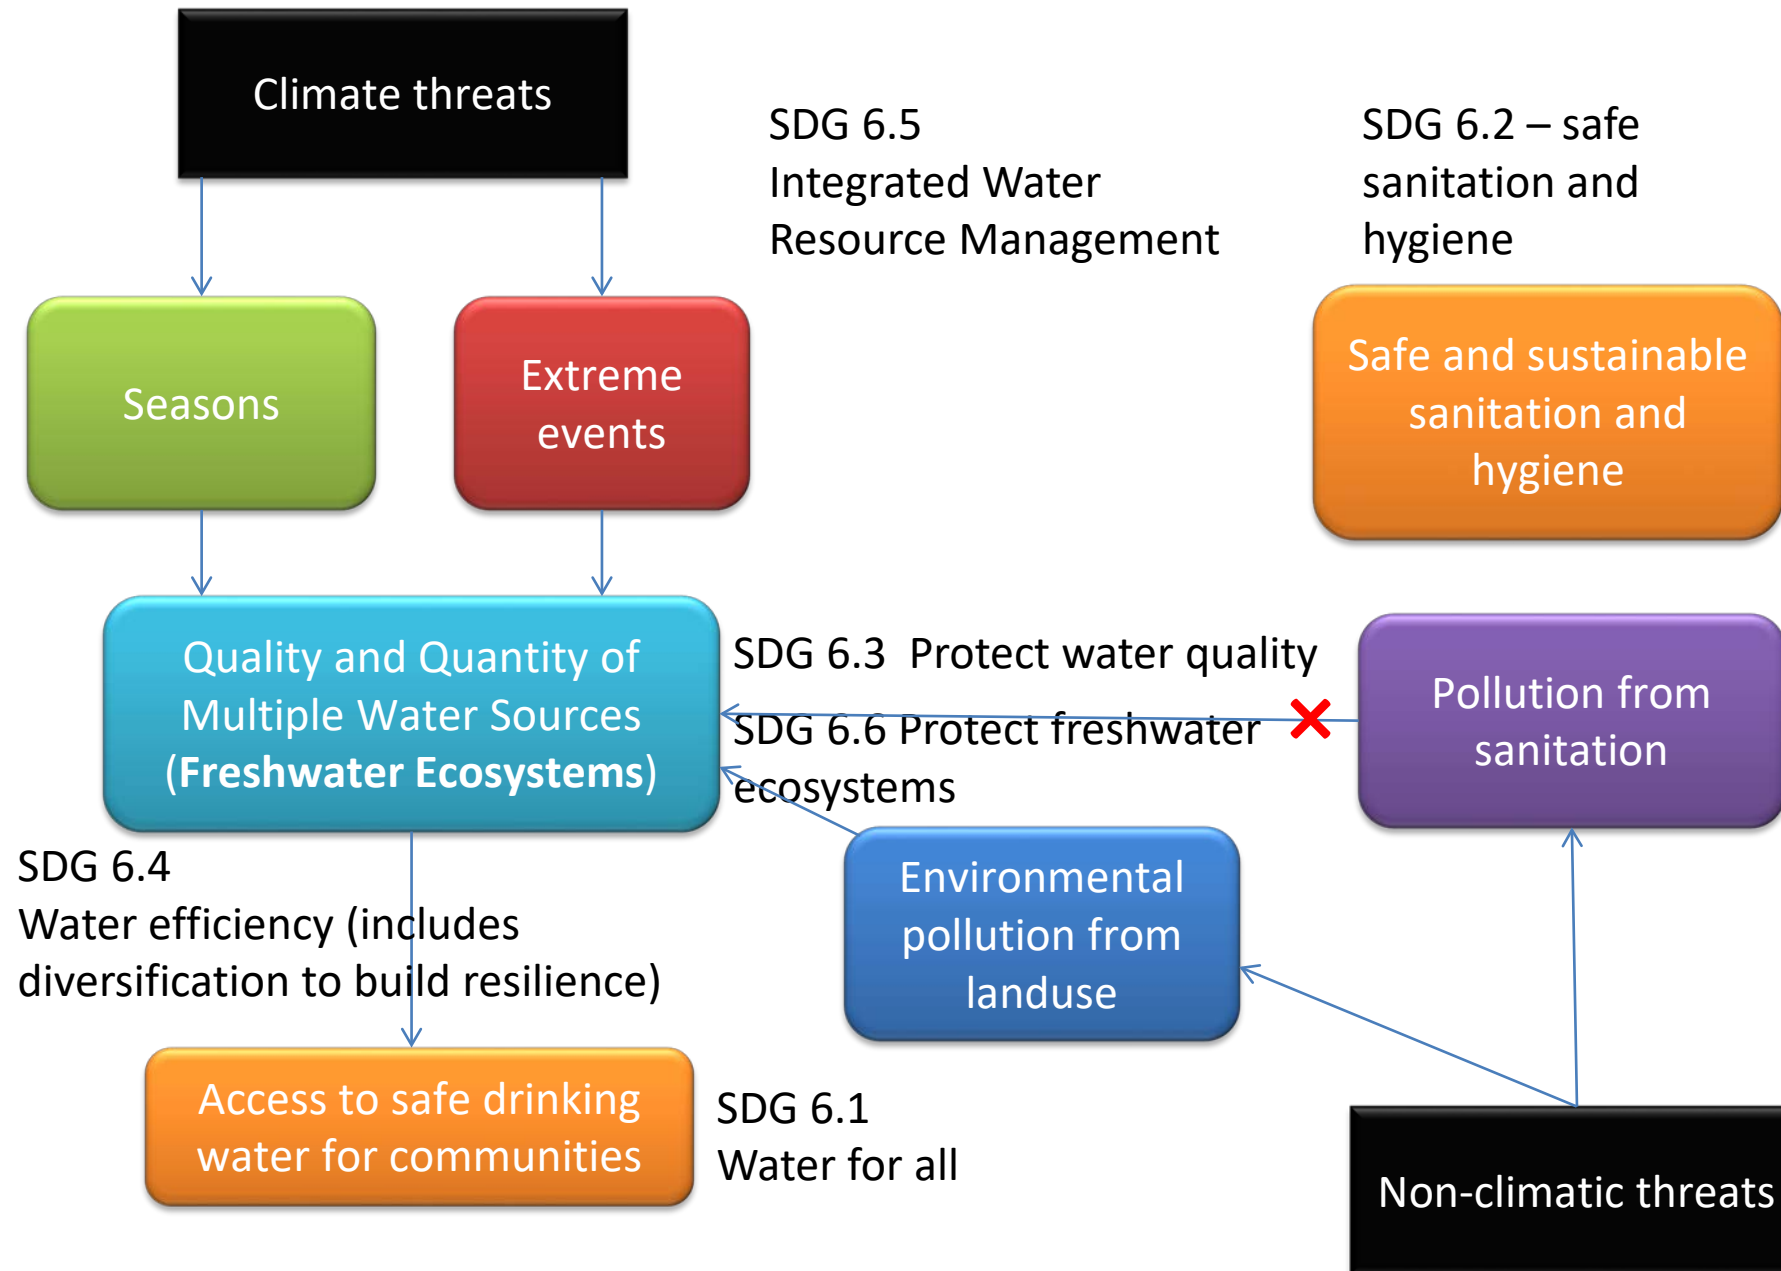 Climate threats
SDG 6.5
Integrated Water
Resource Management
SDG 6.2 – safe
sanitation and
hygiene
Seasons
Extreme
events
Safe and sustainable
sanitation and
hygiene
Quality and Quantity of
Multiple Water Sources
(Freshwater Ecosystems)
SDG 6.3  Protect water quality
SDG 6.6 Protect freshwater
ecosystems
Pollution from
sanitation
SDG 6.4
Water efficiency (includes
diversification to build resilience)
Environmental
pollution from
landuse
Access to safe drinking
water for communities
SDG 6.1
Water for all
Non-climatic threats